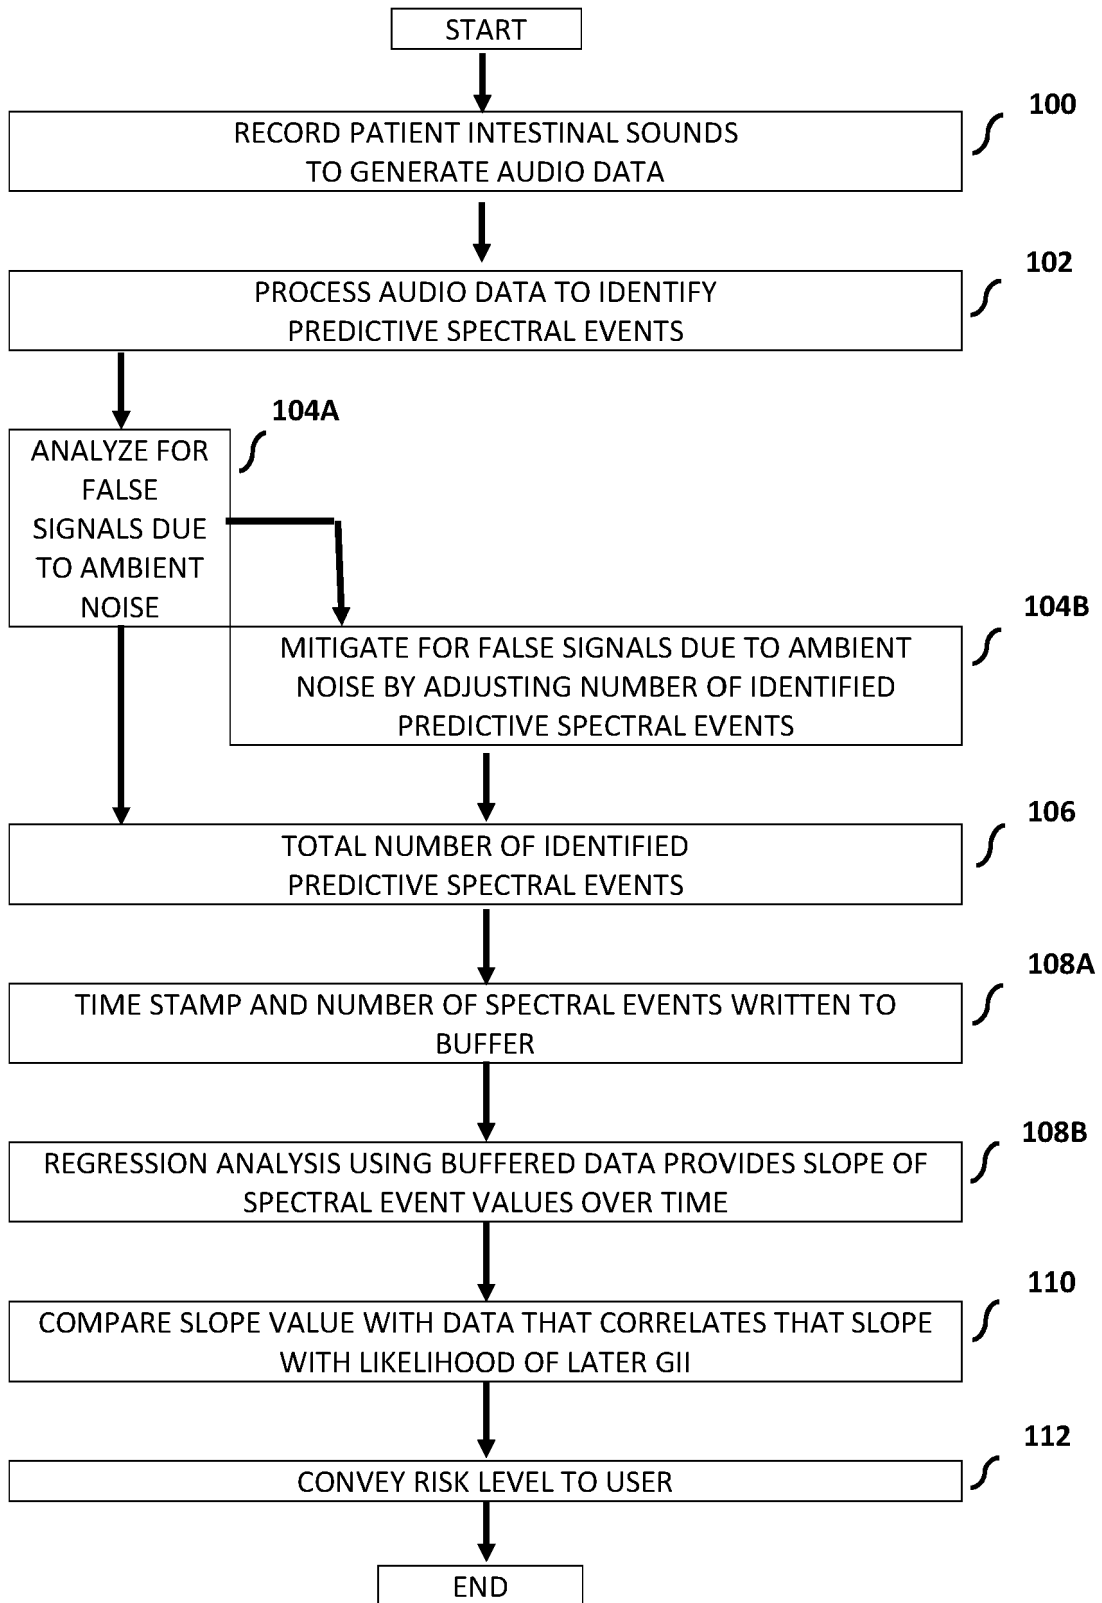 START
100
RECORD PATIENT INTESTINAL SOUNDS
TO GENERATE AUDIO DATA
102
PROCESS AUDIO DATA TO IDENTIFY
PREDICTIVE SPECTRAL EVENTS
104A
ANALYZE FOR
FALSE
SIGNALS DUE
TO AMBIENT
NOISE
104B
MITIGATE FOR FALSE SIGNALS DUE TO AMBIENT
NOISE BY ADJUSTING NUMBER OF IDENTIFIED
PREDICTIVE SPECTRAL EVENTS
106
TOTAL NUMBER OF IDENTIFIED
PREDICTIVE SPECTRAL EVENTS
108A
TIME STAMP AND NUMBER OF SPECTRAL EVENTS WRITTEN TO
BUFFER
108B
REGRESSION ANALYSIS USING BUFFERED DATA PROVIDES SLOPE OF
SPECTRAL EVENT VALUES OVER TIME
110
COMPARE SLOPE VALUE WITH DATA THAT CORRELATES THAT SLOPE
WITH LIKELIHOOD OF LATER GII
112
CONVEY RISK LEVEL TO USER
END